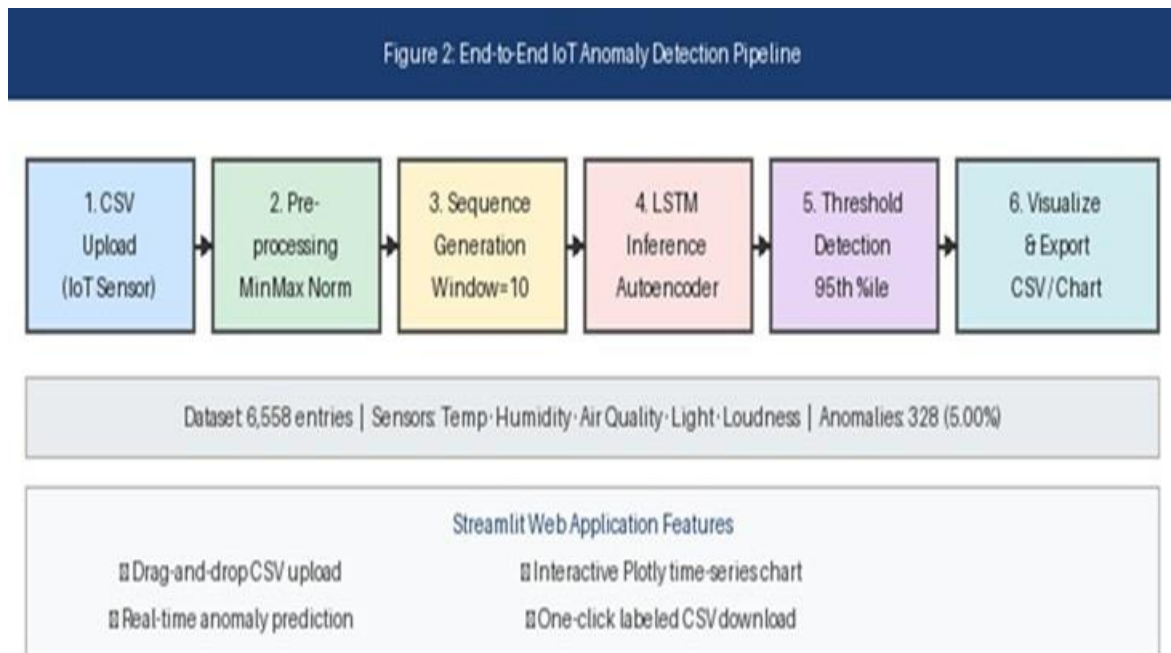 Figure 2: End-to-End IoT Anomaly Detection Pipeline
1. CSV
Upload
(IoT Sensor)
2. Pre-
processing
MinMax Norm
3. Sequence
Generation
Window=10
4. LSTM
Inference
Autoencoder
5. Threshold
Detection
95th %ile
6. Visualize
& Export
CSV/Chart
Dataset: 6,558 entries | Sensors: Temp · Humidity · Air Quality · Light · Loudness | Anomalies: 328 (5.00%)
Streamlit Web Application Features
Drag-and-drop CSV upload
Interactive Plotly time-series chart
Real-time anomaly prediction
One-click labeled CSV download